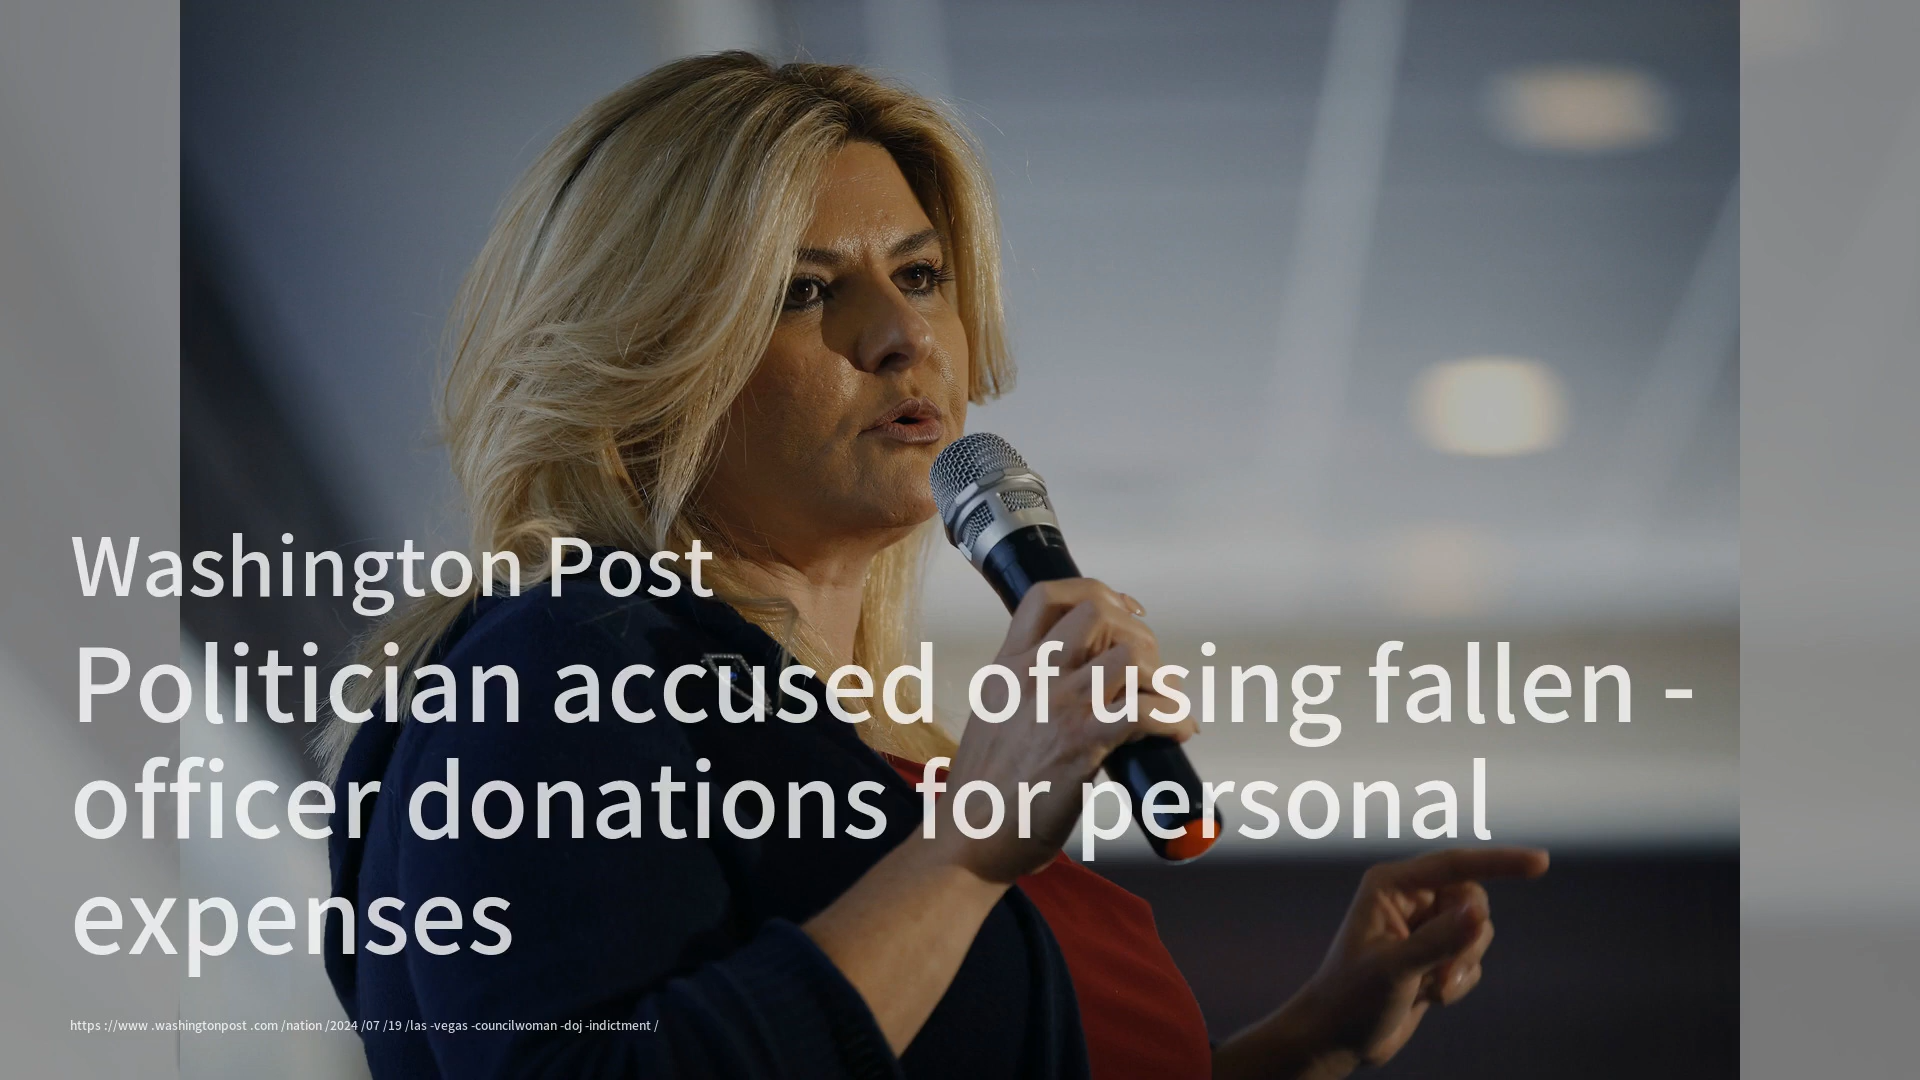 Washington Post
Politician accused of using fallen -
officer donations for personal
expenses
https ://www .washingtonpost .com /nation /2024 /07 /19 /las -vegas -councilwoman -doj -indictment /